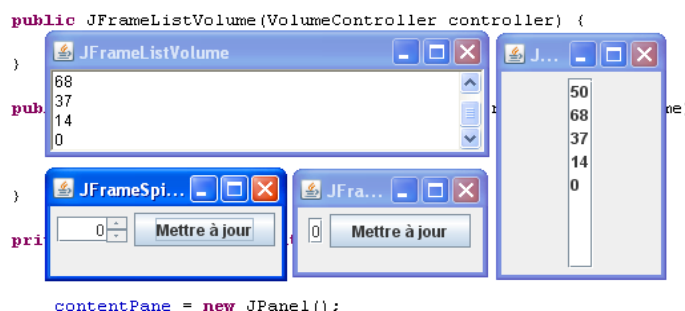 public JFrameListVolume(VolumeController controller) {
JFrameListVolume
J...
}
68
37
14
0
50
68
37
14
0
pub
}
JFrameSpi...
JFra...
0
Mettre à jour
0
Mettre à jour
pri
contentPane = new JPanel();